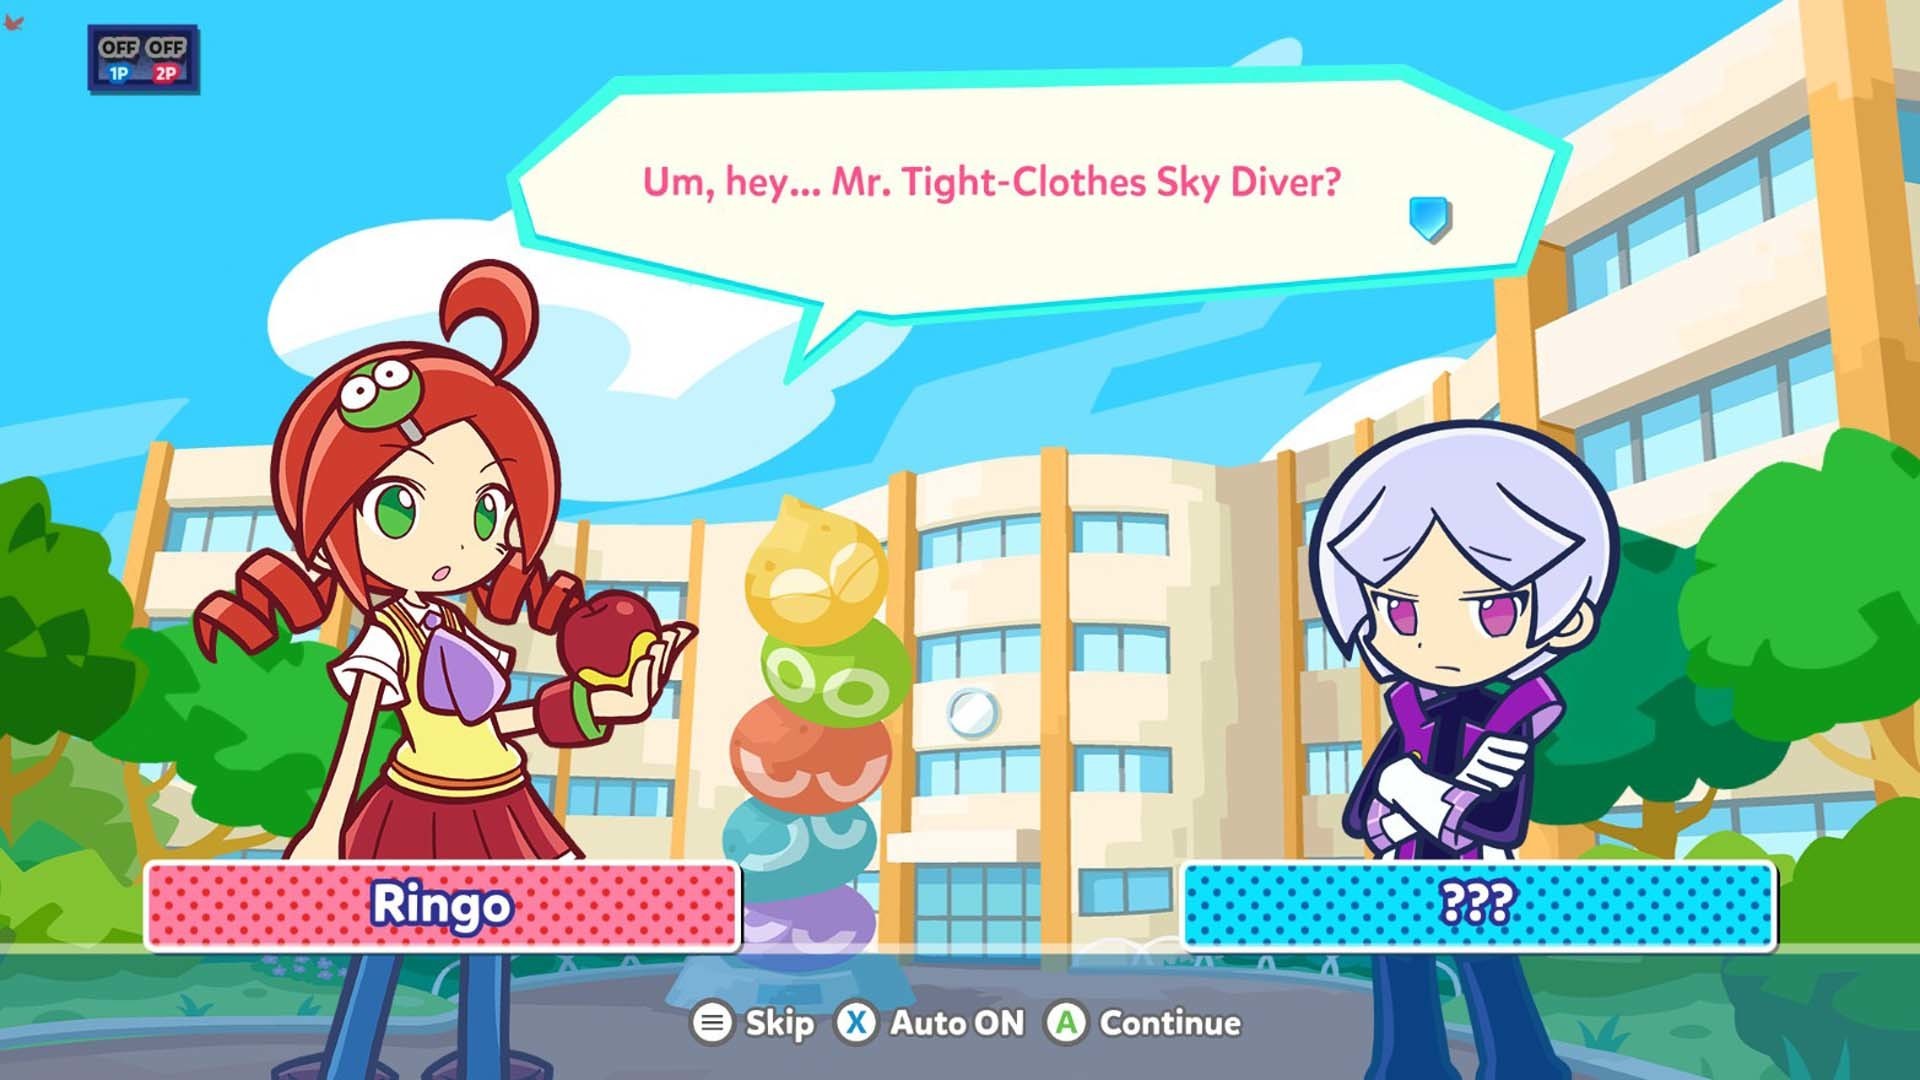 OFF OFF
1P 2P
Um, hey... Mr. Tight-Clothes Sky Diver?
Ringo
???
Skip X Auto ON A Continue